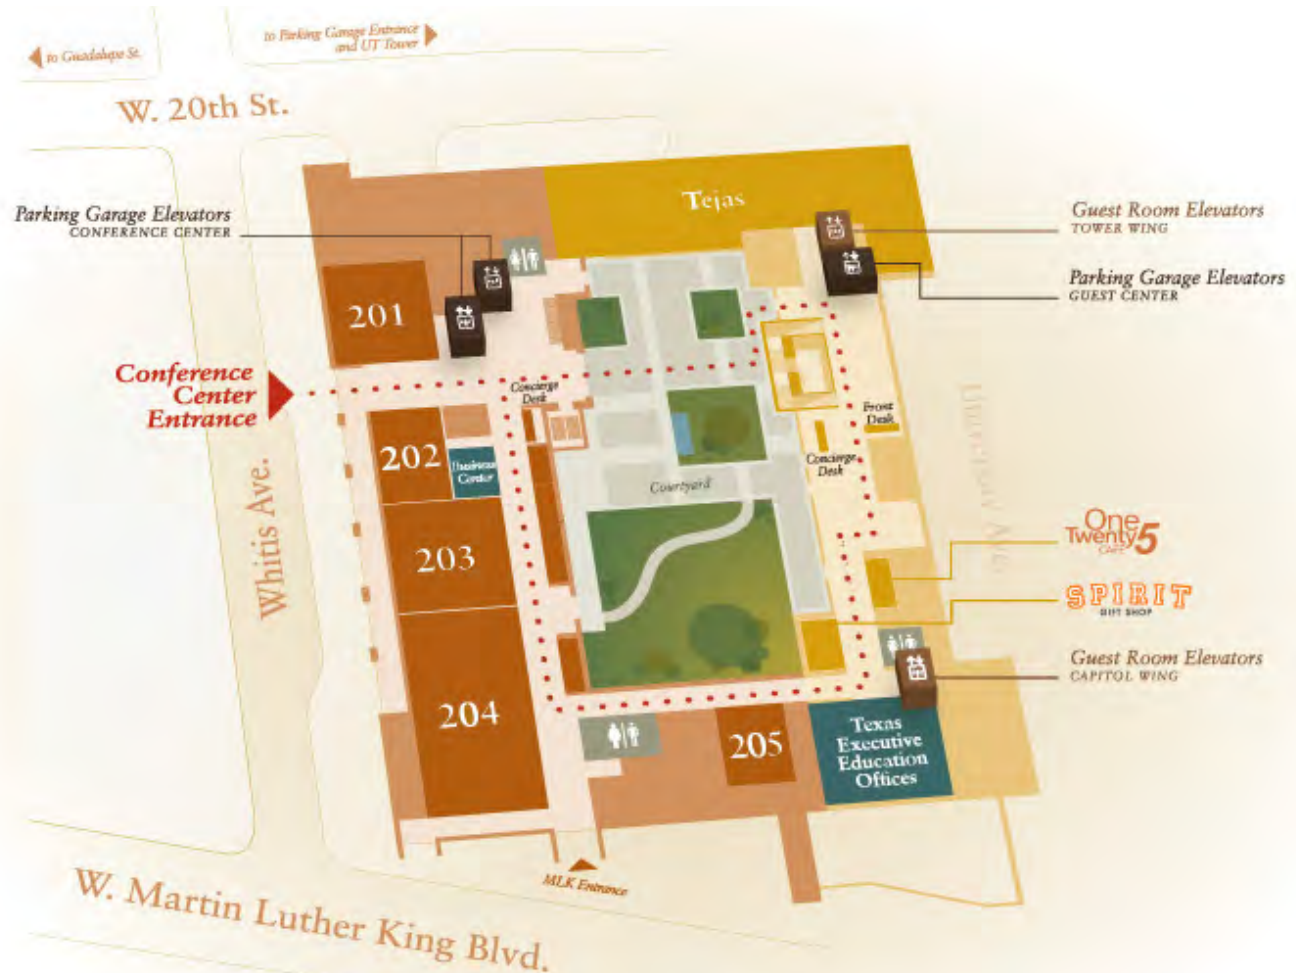 to Guadalupe St.
to Parking Garage Entrance
and UT Tower
W. 20th St.
Tejas
Parking Garage Elevators
CONFERENCE CENTER
Guest Room Elevators
TOWER WING
Parking Garage Elevators
GUEST CENTER
201
Conference
Center
Entrance
Concierge
Desk
Front
Desk
202
Business
Center
Concierge
Desk
Courtyard
University Ave.
Whitis Ave.
203
One
Twenty5
CAFE
SPIRIT
GIFT SHOP
Guest Room Elevators
CAPITOL WING
204
205
Texas
Executive
Education
Offices
MLK Entrance
W. Martin Luther King Blvd.